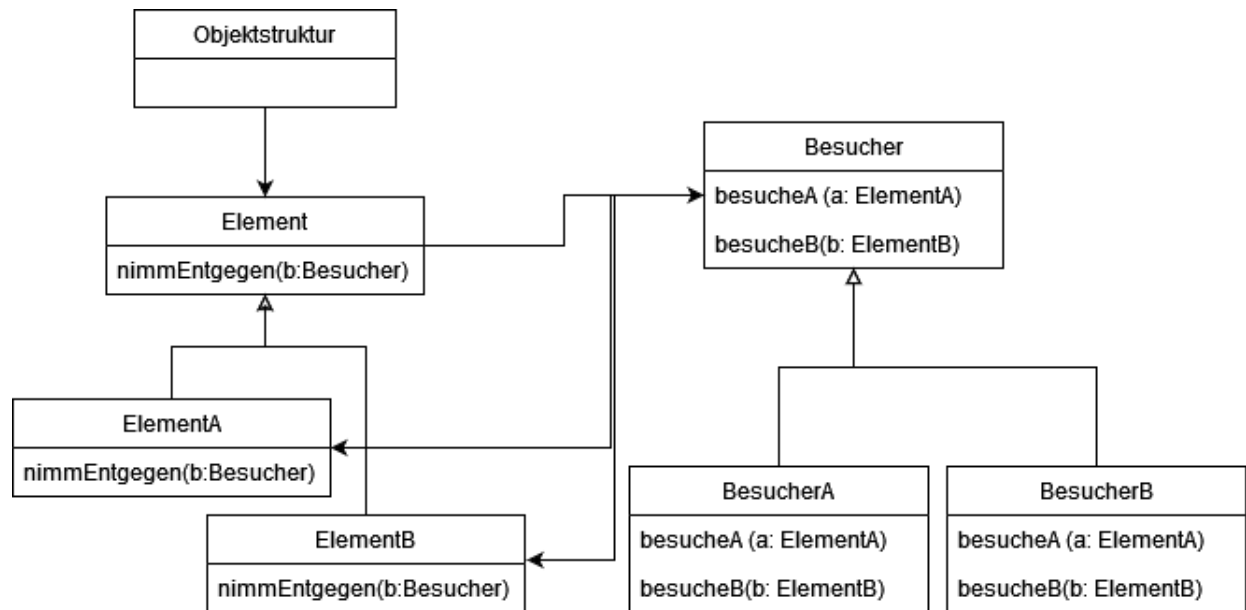 Objektstruktur
Element
nimmEntgegen(b:Besucher)
ElementA
nimmEntgegen(b:Besucher)
ElementB
nimmEntgegen(b:Besucher)
Besucher
besucheA (a: ElementA)
besucheB(b: ElementB)
BesucherA
besucheA (a: ElementA)
besucheB(b: ElementB)
BesucherB
besucheA (a: ElementA)
besucheB(b: ElementB)